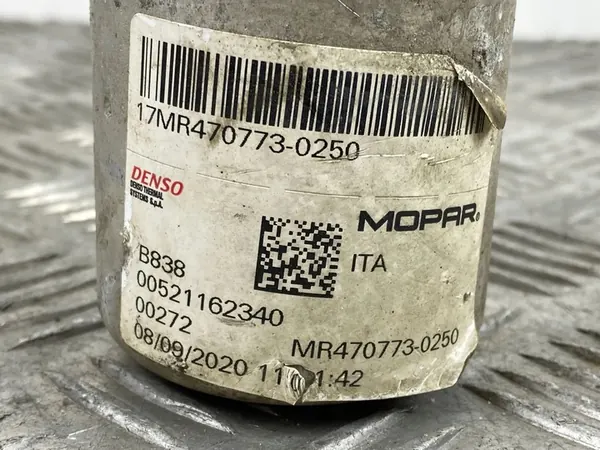 17MR470773-0250
DENSO
DENSO THERMAL
SYSTEMS S.p.A.
MOPAR®
B838
ITA
00521162340
00272
MR470773-0250
08/09/2020